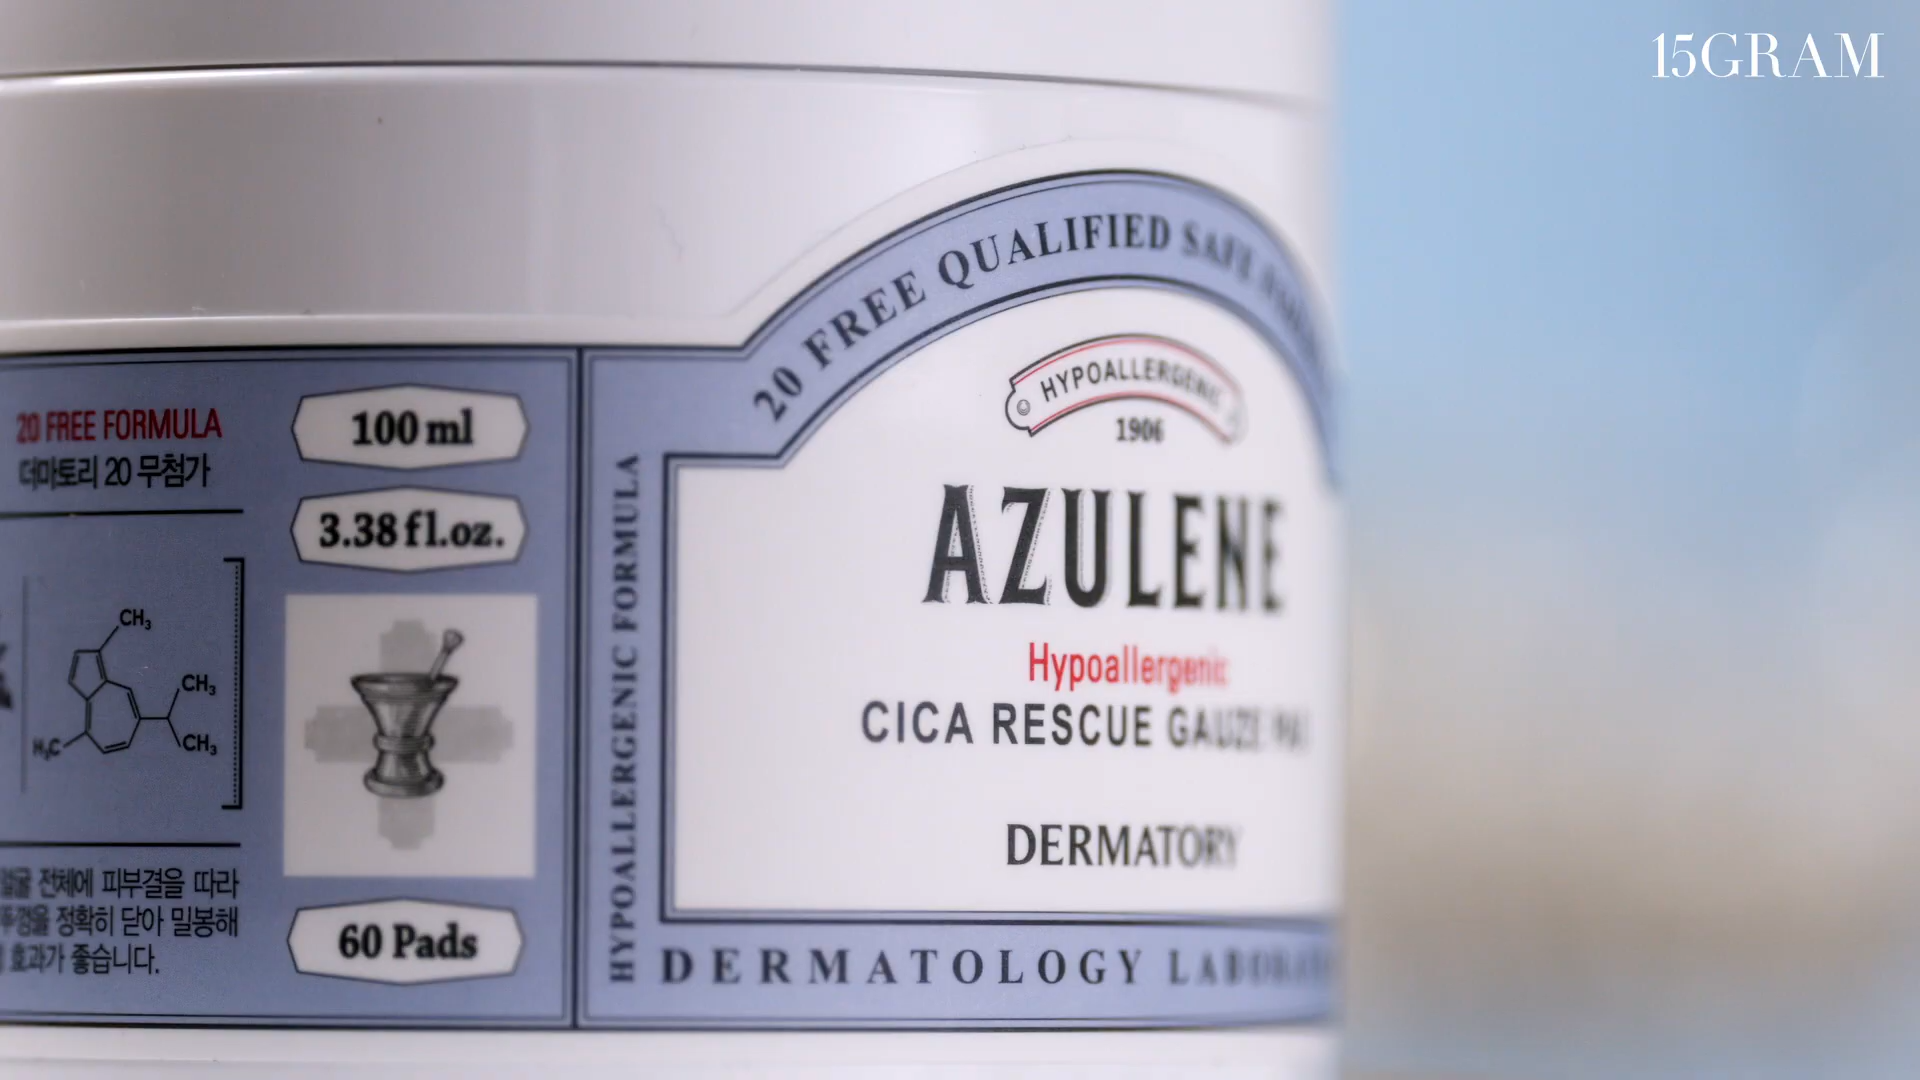 15GRAM
20 FREE QUALIFIED SAFE
HYPOALLERGENIC
1906
AZULENE
Hypoallergenic
CICA RESCUE GAUZE
DERMATORY
DERMATOLOGY
HYPOALLERGENIC FORMULA
20 FREE FORMULA
더마토리 20 무첨가
100 ml
3.38 fl.oz.
CH₃
CH₃
CH₃
H₃C
전체에 피부결을 따라
정확히 닫아 밀봉해
효과가 좋습니다.
60 Pads